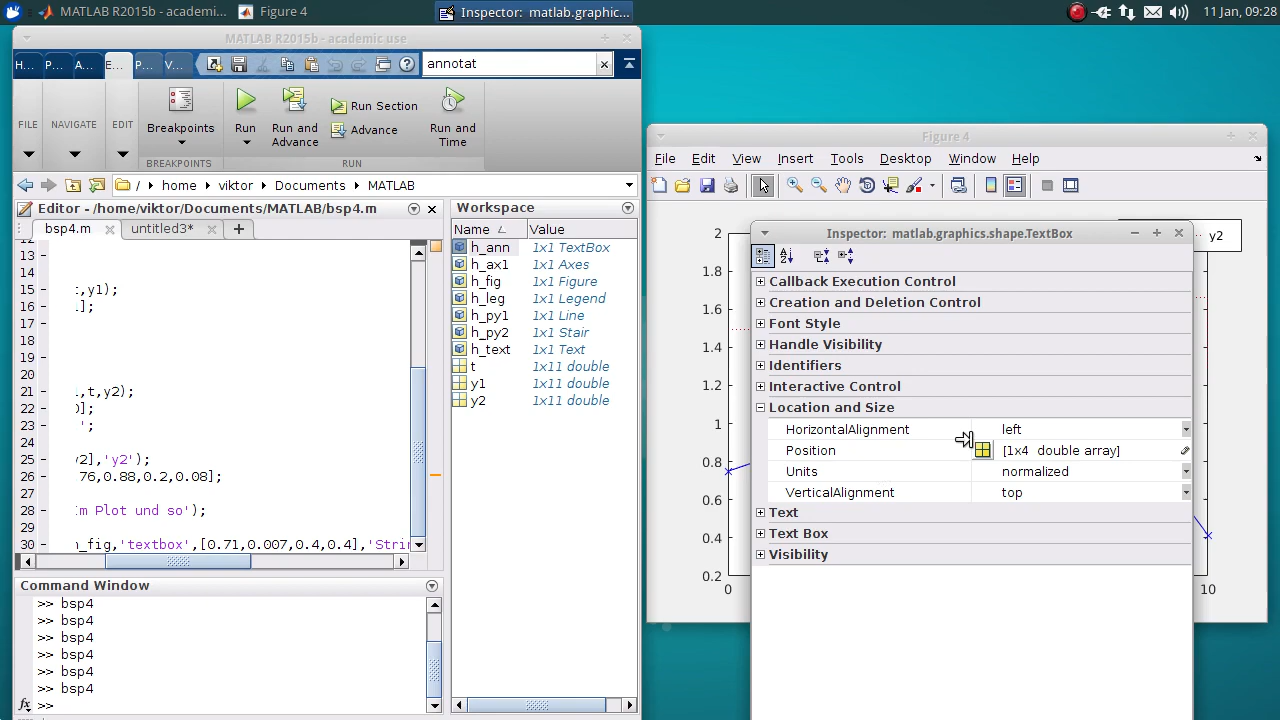 MATLAB R2015b - academi...
Figure 4
Inspector: matlab.graphic...
11 Jan, 09:28
MATLAB R2015b - academic use
H...
P...
A...
E...
P...
V...
annotat
FILE
NAVIGATE
EDIT
Breakpoints
Run
Run and Advance
Run Section
Advance
Run and Time
BREAKPOINTS
RUN
/ home viktor Documents MATLAB
Editor - /home/viktor/Documents/MATLAB/bsp4.m
bsp4.m
untitled3*
12
13
14
15 ,y1);
16 ];
17
18
19
20
21 ,t,y2);
22 )];
23 ';
24
25 y2],'y2');
26 76,0.88,0.2,0.08];
27
28 m Plot und so');
29
30 _fig,'textbox',[0.71,0.007,0.4,0.4],'Strin
Workspace
Name Value
h_ann 1x1 TextBox
h_ax1 1x1 Axes
h_fig 1x1 Figure
h_leg 1x1 Legend
h_py1 1x1 Line
h_py2 1x1 Stair
h_text 1x1 Text
t 1x11 double
y1 1x11 double
y2 1x11 double
Command Window
>> bsp4
>> bsp4
>> bsp4
>> bsp4
>> bsp4
>> bsp4
fx >>
Figure 4
File Edit View Insert Tools Desktop Window Help
y2
2
1.8
1.6
1.4
1.2
1
0.8
0.6
0.4
0.2
0
10
Inspector: matlab.graphics.shape.TextBox
Callback Execution Control
Creation and Deletion Control
Font Style
Handle Visibility
Identifiers
Interactive Control
Location and Size
HorizontalAlignment left
Position [1x4 double array]
Units normalized
VerticalAlignment top
Text
Text Box
Visibility